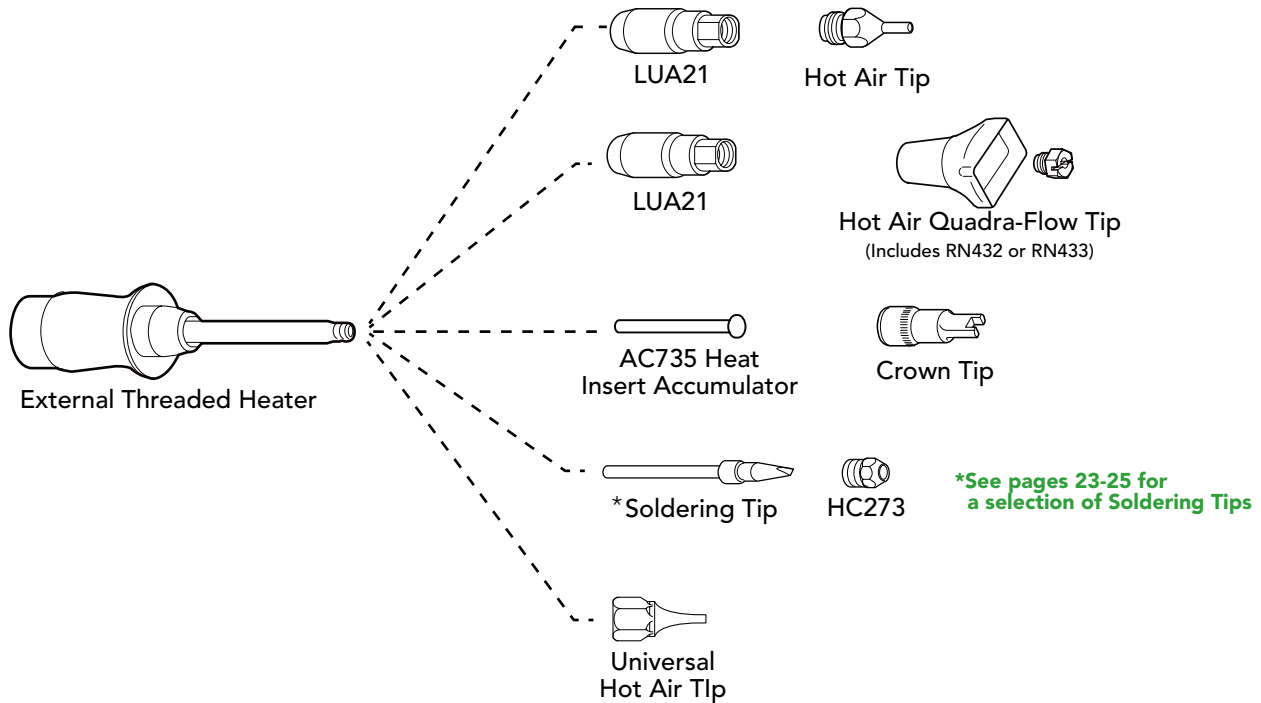 LUA21
Hot Air Tip
LUA21
Hot Air Quadra-Flow Tip
(Includes RN432 or RN433)
External Threaded Heater
AC735 Heat
Insert Accumulator
Crown Tip
*Soldering Tip
HC273
*See pages 23-25 for
a selection of Soldering Tips
Universal
Hot Air TIp